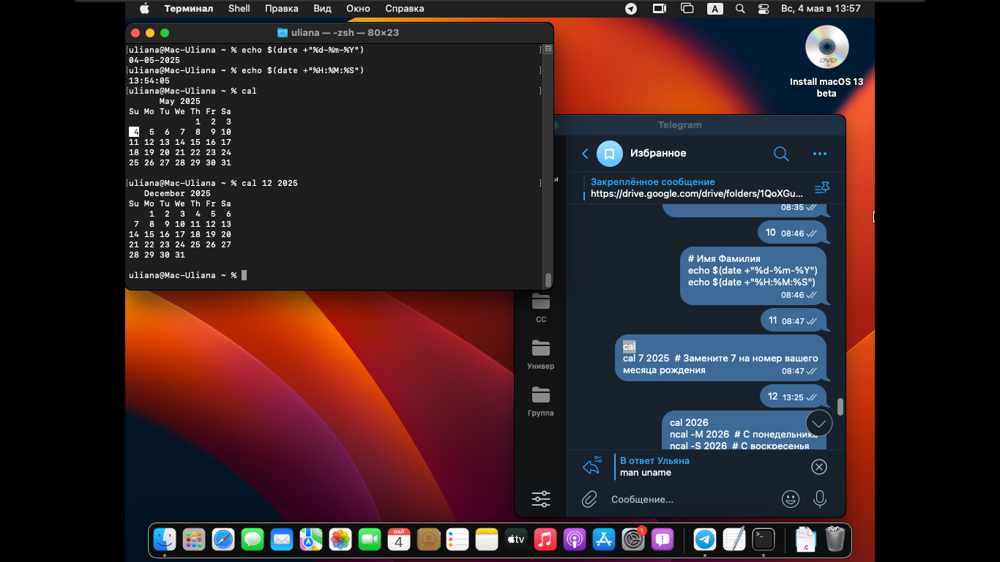 Терминал Shell Правка Вид Окно Справка A Вс, 4 мая в 13:57
uliana — -zsh — 80×23
[uliana@Mac-Uliana ~ % echo $(date +"%d-%m-%Y") ]
04-05-2025
[uliana@Mac-Uliana ~ % echo $(date +"%H:%M:%S") ]
13:54:05
[uliana@Mac-Uliana ~ % cal ]
May 2025
Su Mo Tu We Th Fr Sa
1 2 3
4 5 6 7 8 9 10
11 12 13 14 15 16 17
18 19 20 21 22 23 24
25 26 27 28 29 30 31
[uliana@Mac-Uliana ~ % cal 12 2025 ]
December 2025
Su Mo Tu We Th Fr Sa
1 2 3 4 5 6
7 8 9 10 11 12 13
14 15 16 17 18 19 20
21 22 23 24 25 26 27
28 29 30 31
uliana@Mac-Uliana ~ %
DVD
Install macOS 13
beta
Telegram
Избранное
Закреплённое сообщение
https://drive.google.com/drive/folders/1QoXGu...
08:35
10 08:46
# Имя Фамилия
echo $(date +"%d-%m-%Y")
echo $(date +"%H:%M:%S")
08:46
11 08:47
cal
cal 7 2025 # Замените 7 на номер вашего
месяца рождения 08:47
12 13:25
cal 2026
ncal -M 2026 # С понедельника
ncal -S 2026 # С воскресенья
СС
Универ
Группа
В ответ Ульяна
man uname
Сообщение...
МАЙ
4
tv
1
.c